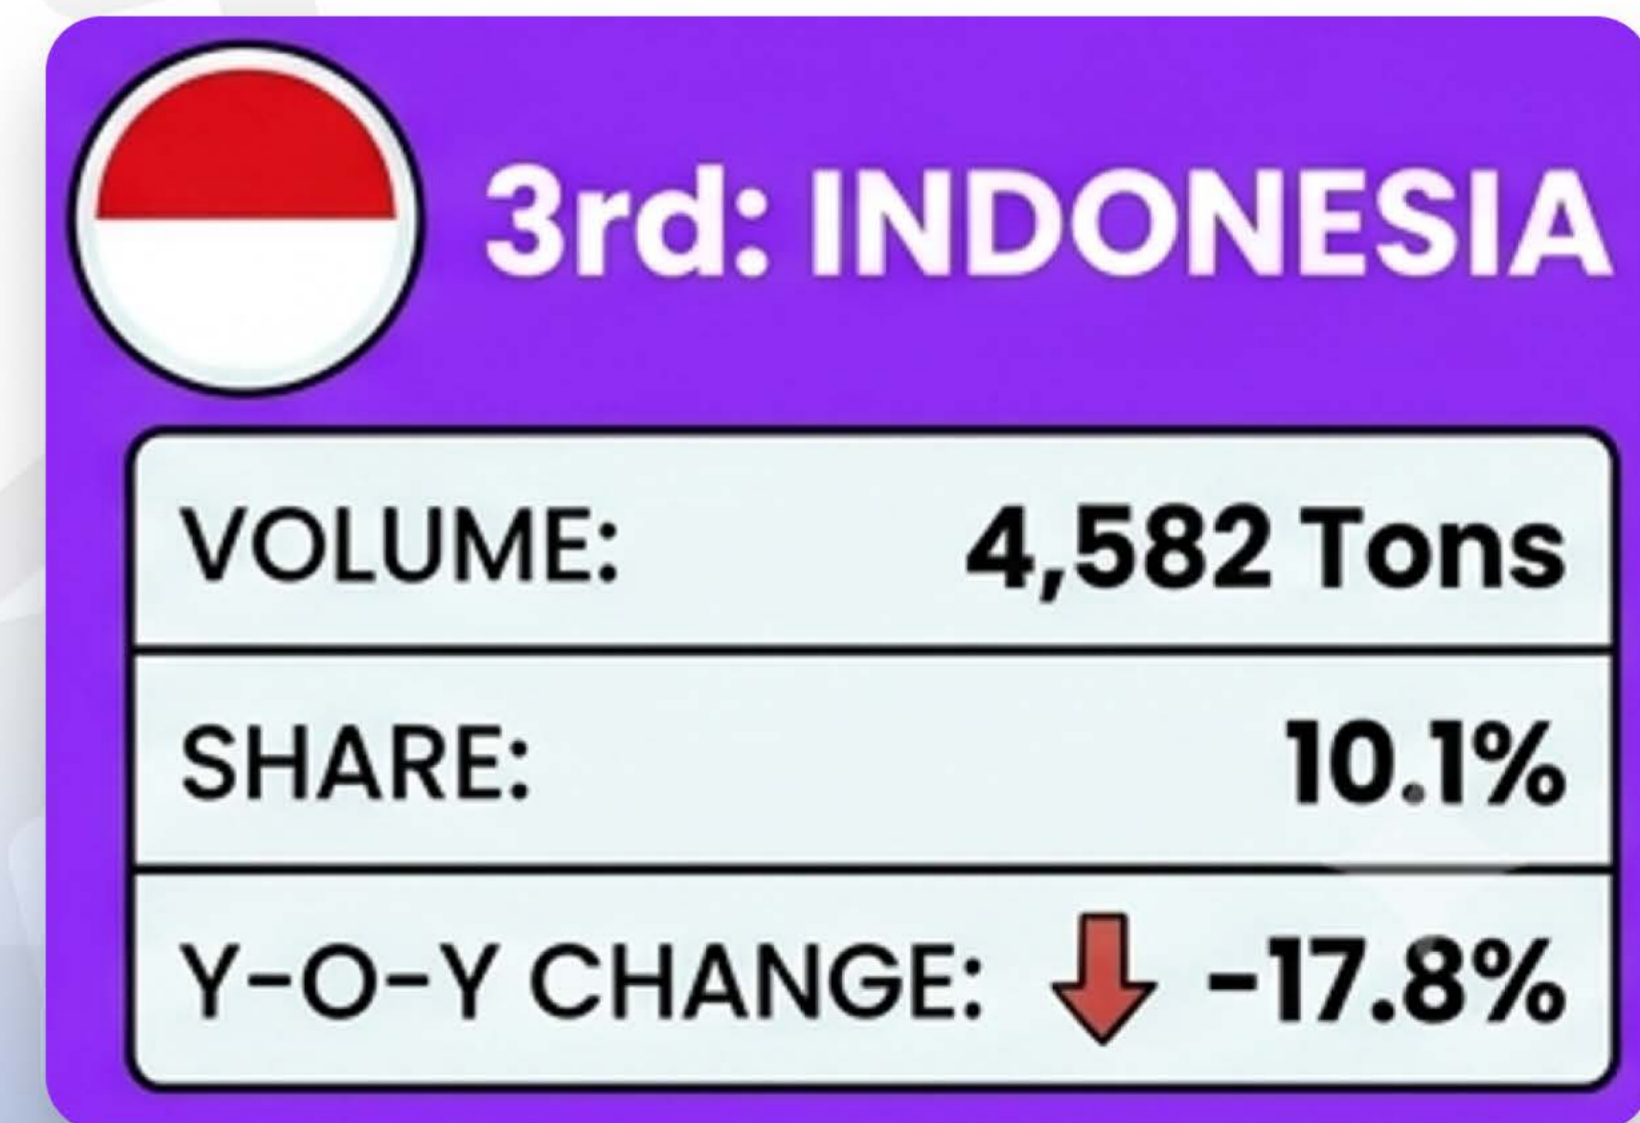 3rd: INDONESIA
VOLUME: 4,582 Tons
SHARE: 10.1%
Y-O-Y CHANGE: -17.8%